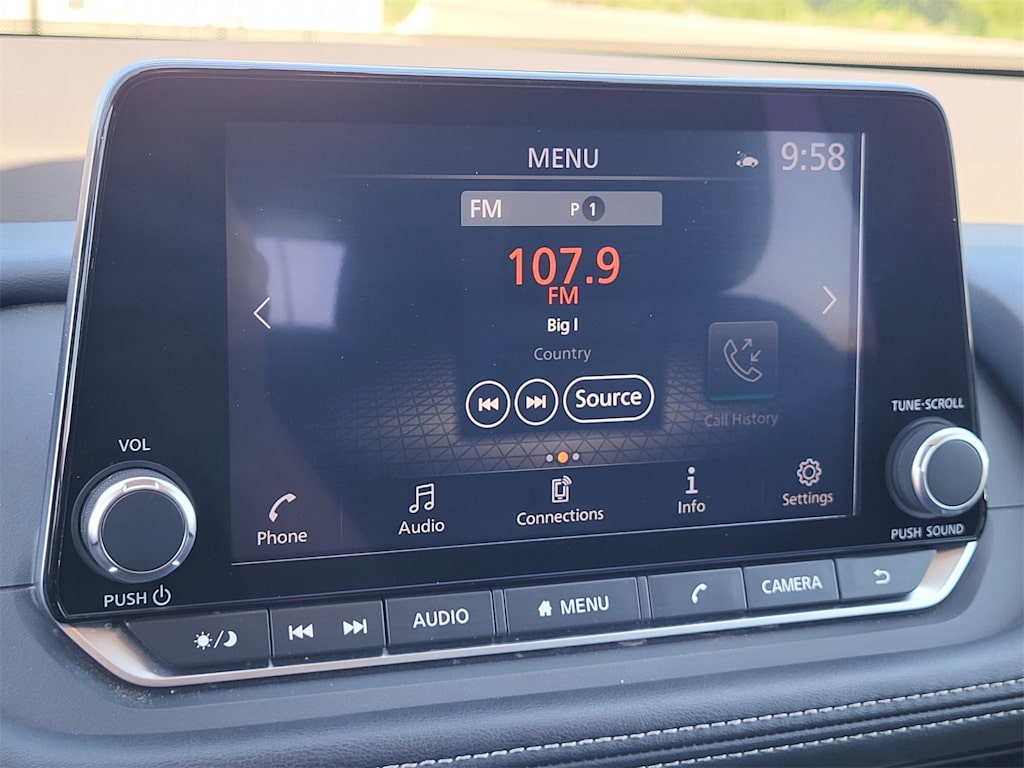 MENU 9:58
FM P 1
107.9
FM
Big I
Country
Source
Call History
TUNE·SCROLL
VOL
Phone Audio Connections Info Settings
PUSH SOUND
PUSH
AUDIO MENU CAMERA